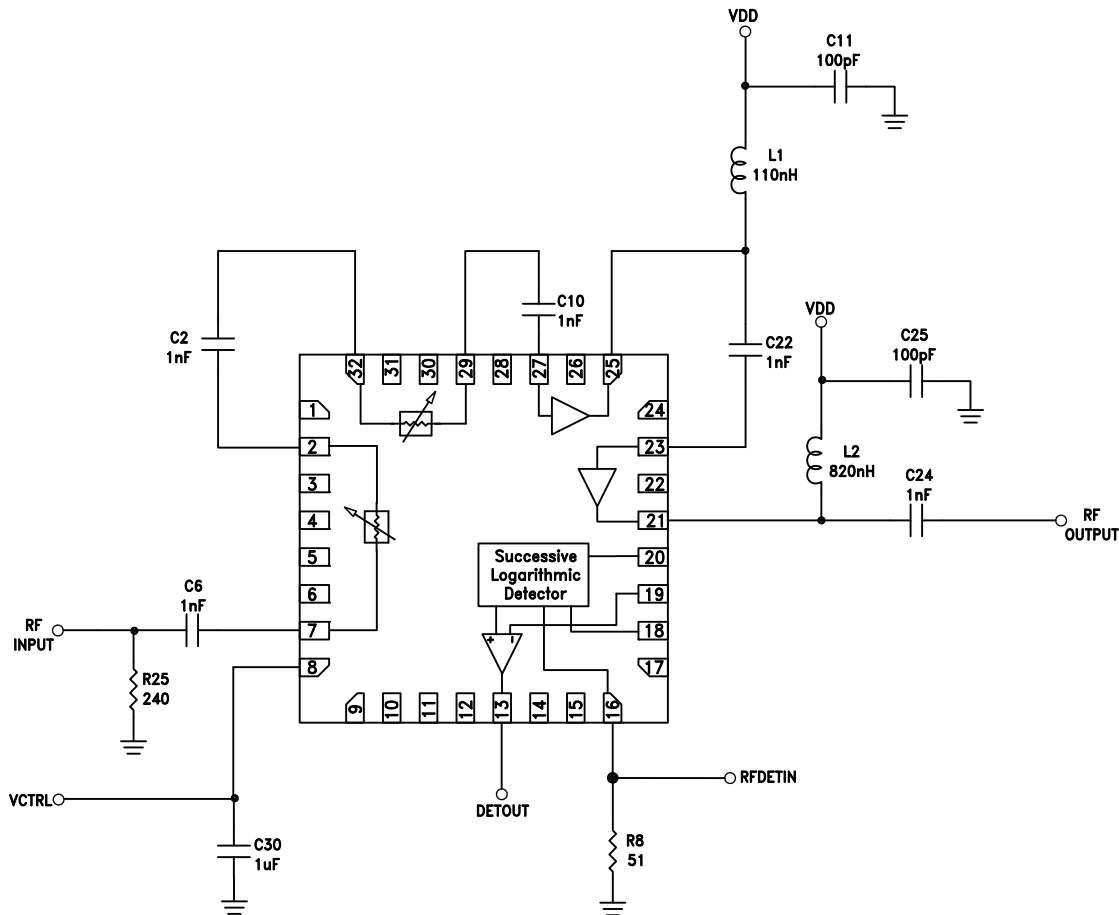 VDD
C11
100pF
L1
110nH
C10
1nF
C2
1nF
VDD
C25
100pF
C22
1nF
32
31
30
29
28
27
26
25
1
2
3
4
5
6
7
8
24
23
22
21
20
19
18
17
L2
820nH
C24
1nF
RF
OUTPUT
Successive
Logarithmic
Detector
+
-
C6
1nF
RF
INPUT
R25
240
9
10
11
12
13
14
15
16
RFDETIN
VCTRL
DETOUT
C30
1uF
R8
51